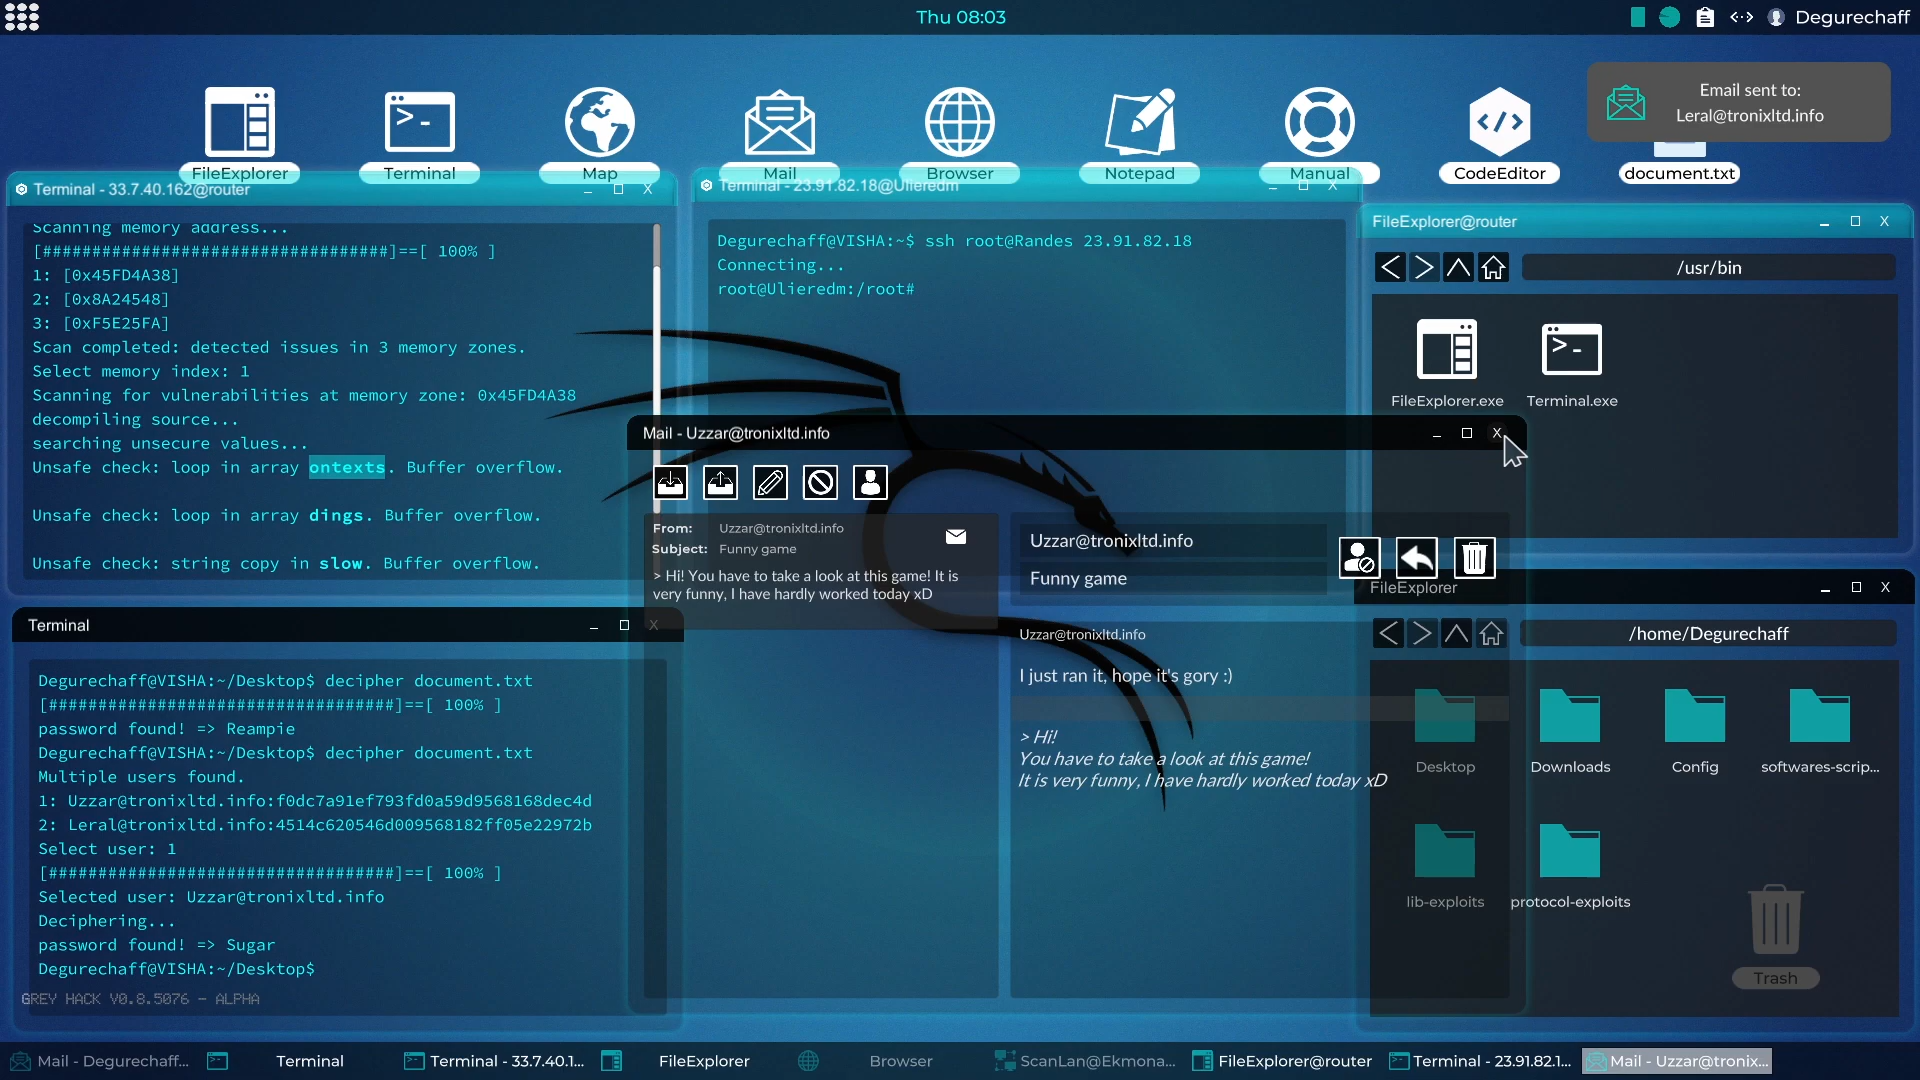 Thu 08:03
Degurechaff
FileExplorer
Terminal
Map
Mail
Browser
Notepad
Manual
CodeEditor
document.txt
Email sent to:
Leral@tronixltd.info
Terminal - 33.7.40.162@router
Scanning memory address...
[###################################]==[ 100% ]
1: [0x45FD4A38]
2: [0x8A24548]
3: [0xF5E25FA]
Scan completed: detected issues in 3 memory zones.
Select memory index: 1
Scanning for vulnerabilities at memory zone: 0x45FD4A38
decompiling source...
searching unsecure values...
Unsafe check: loop in array ontexts. Buffer overflow.
Unsafe check: loop in array dings. Buffer overflow.
Unsafe check: string copy in slow. Buffer overflow.
Terminal - 23.91.82.18@Ulieredm
Degurechaff@VISHA:~$ ssh root@Randes 23.91.82.18
Connecting...
root@Ulieredm:/root#
FileExplorer@router
/usr/bin
FileExplorer.exe
Terminal.exe
Mail - Uzzar@tronixltd.info
From: Uzzar@tronixltd.info
Subject: Funny game
> Hi! You have to take a look at this game! It is
very funny, I have hardly worked today xD
Uzzar@tronixltd.info
Funny game
Uzzar@tronixltd.info
I just ran it, hope it's gory :)
> Hi!
You have to take a look at this game!
It is very funny, I have hardly worked today xD
FileExplorer
/home/Degurechaff
Desktop
Downloads
Config
softwares-scrip...
lib-exploits
protocol-exploits
Trash
Terminal
Degurechaff@VISHA:~/Desktop$ decipher document.txt
[###################################]==[ 100% ]
password found! => Reampie
Degurechaff@VISHA:~/Desktop$ decipher document.txt
Multiple users found.
1: Uzzar@tronixltd.info:f0dc7a91ef793fd0a59d9568168dec4d
2: Leral@tronixltd.info:4514c620546d009568182ff05e22972b
Select user: 1
[###################################]==[ 100% ]
Selected user: Uzzar@tronixltd.info
Deciphering...
password found! => Sugar
Degurechaff@VISHA:~/Desktop$
GREY HACK V0.8.5076 - ALPHA
Mail - Degurechaff...
Terminal
Terminal - 33.7.40.1...
FileExplorer
Browser
ScanLan@Ekmona...
FileExplorer@router
Terminal - 23.91.82.1...
Mail - Uzzar@tronix...